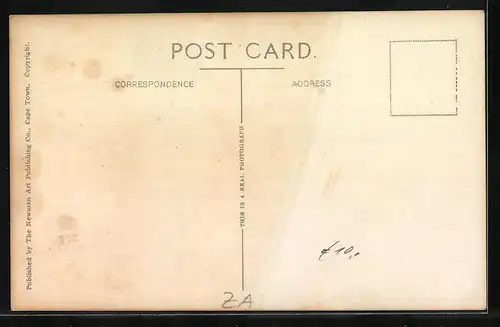 POST CARD.
CORRESPONDENCE
ADDRESS
Published by The Newman Art Publishing Co., Cape Town. Copyright.
THIS IS A REAL PHOTOGRAPH
£10,
ZA